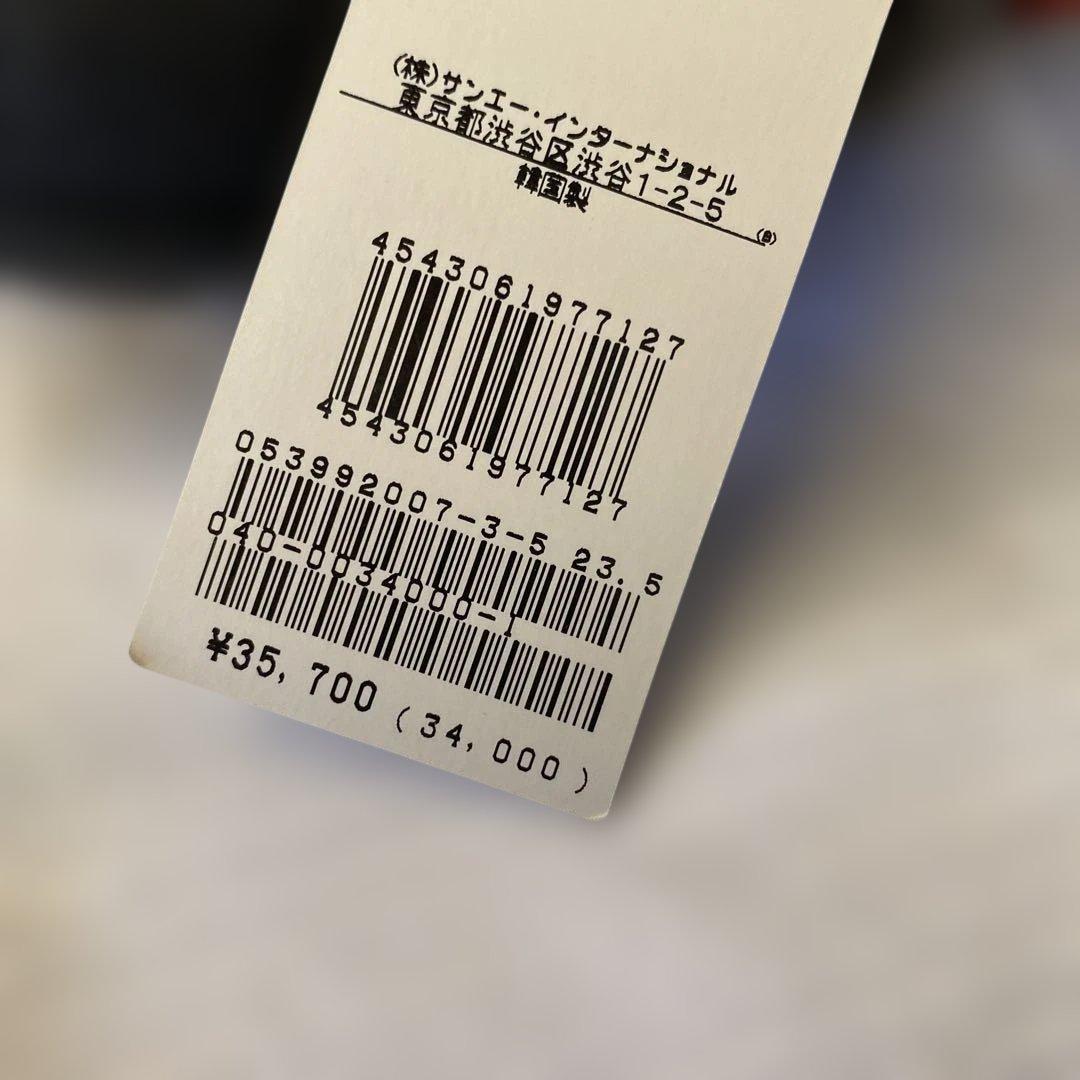 (株)サンエー・インターナショナル
東京都渋谷区渋谷1-2-5
韓国製
4543061977127
4543061977127
053992007-3-5 23.5
040-0034000-1
¥35,700 (34,000)